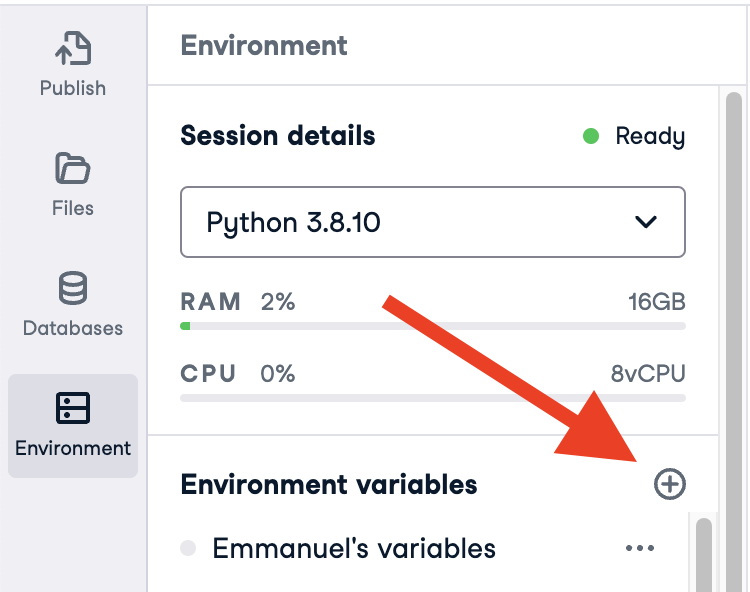 Publish
Files
Databases
Environment
Environment
Session details
Ready
Python 3.8.10
RAM 2% 16GB
CPU 0% 8vCPU
Environment variables
Emmanuel's variables